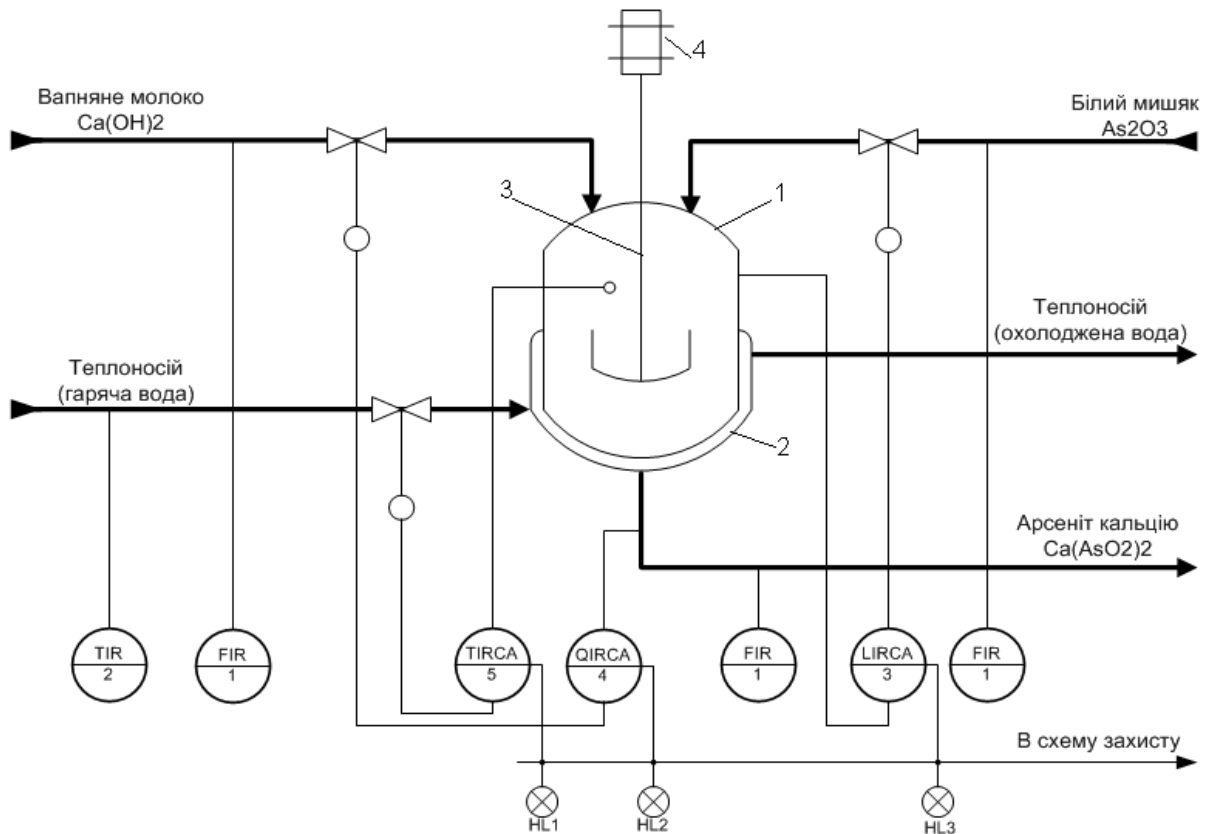 4
Вапняне молоко
Ca(OH)2
Білий мишяк
As2O3
3
1
Теплоносій
(охолоджена вода)
Теплоносій
(гаряча вода)
2
Арсеніт кальцію
Ca(AsO2)2
TIR
2
FIR
1
TIRCA
5
QIRCA
4
FIR
1
LIRCA
3
FIR
1
В схему захисту
HL1
HL2
HL3